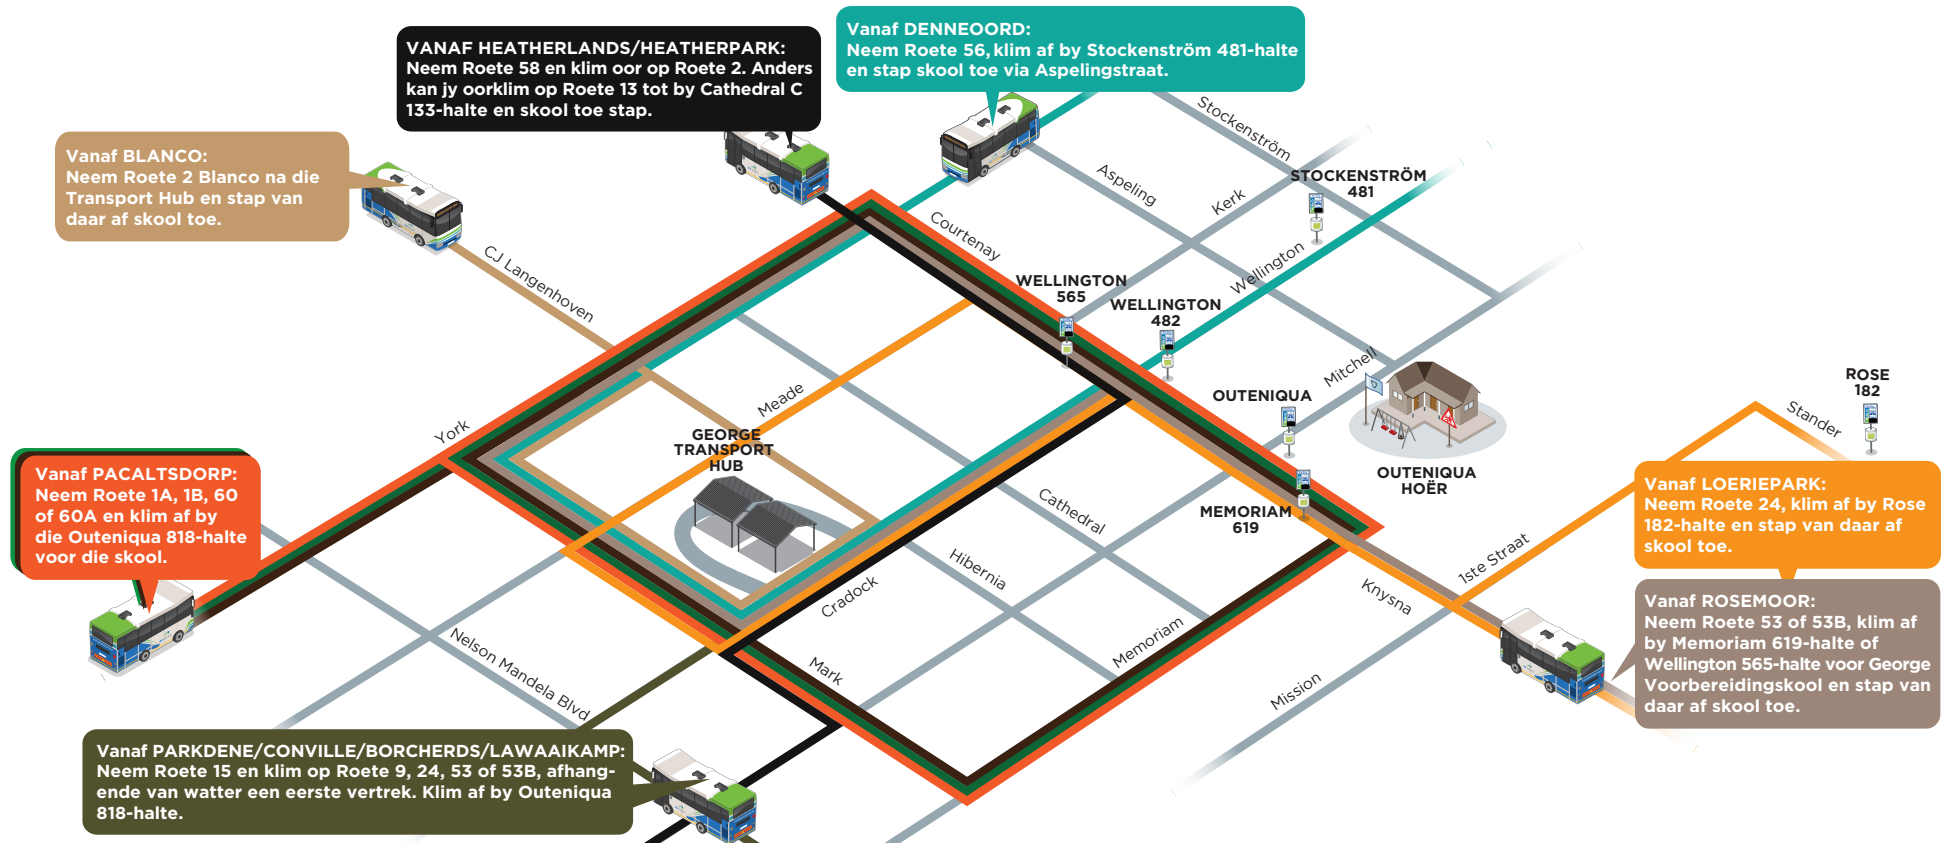 Vanaf DENNEOORD:
Neem Roete 56, klim af by Stockenström 481-halte
en stap skool toe via Aspelingstraat.
VANAF HEATHERLANDS/HEATHERPARK:
Neem Roete 58 en klim oor op Roete 2. Anders
kan jy oorklim op Roete 13 tot by Cathedral C
133-halte en skool toe stap.
Vanaf BLANCO:
Neem Roete 2 Blanco na die
Transport Hub en stap van
daar af skool toe.
Stockenström
Aspeling
Kerk
STOCKENSTRÖM
481
Courtenay
CJ Langenhoven
Wellington
WELLINGTON
565
WELLINGTON
482
Mitchell
OUTENIQUA
ROSE
182
Meade
York
Stander
GEORGE
TRANSPORT
HUB
OUTENIQUA
HOËR
Vanaf PACALTSDORP:
Neem Roete 1A, 1B, 60
of 60A en klim af by
die Outeniqua 818-halte
voor die skool.
Cathedral
MEMORIAM
619
Vanaf LOERIEPARK:
Neem Roete 24, klim af by Rose
182-halte en stap van daar af
skool toe.
Hibernia
Cradock
1ste Straat
Knysna
Vanaf ROSEMOOR:
Neem Roete 53 of 53B, klim af
by Memoriam 619-halte of
Wellington 565-halte voor George
Voorbereidingskool en stap van
daar af skool toe.
Nelson Mandela Blvd
Mark
Memoriam
Mission
Vanaf PARKDENE/CONVILLE/BORCHERDS/LAWAAIKAMP:
Neem Roete 15 en klim op Roete 9, 24, 53 of 53B, afhang-
ende van watter een eerste vertrek. Klim af by Outeniqua
818-halte.